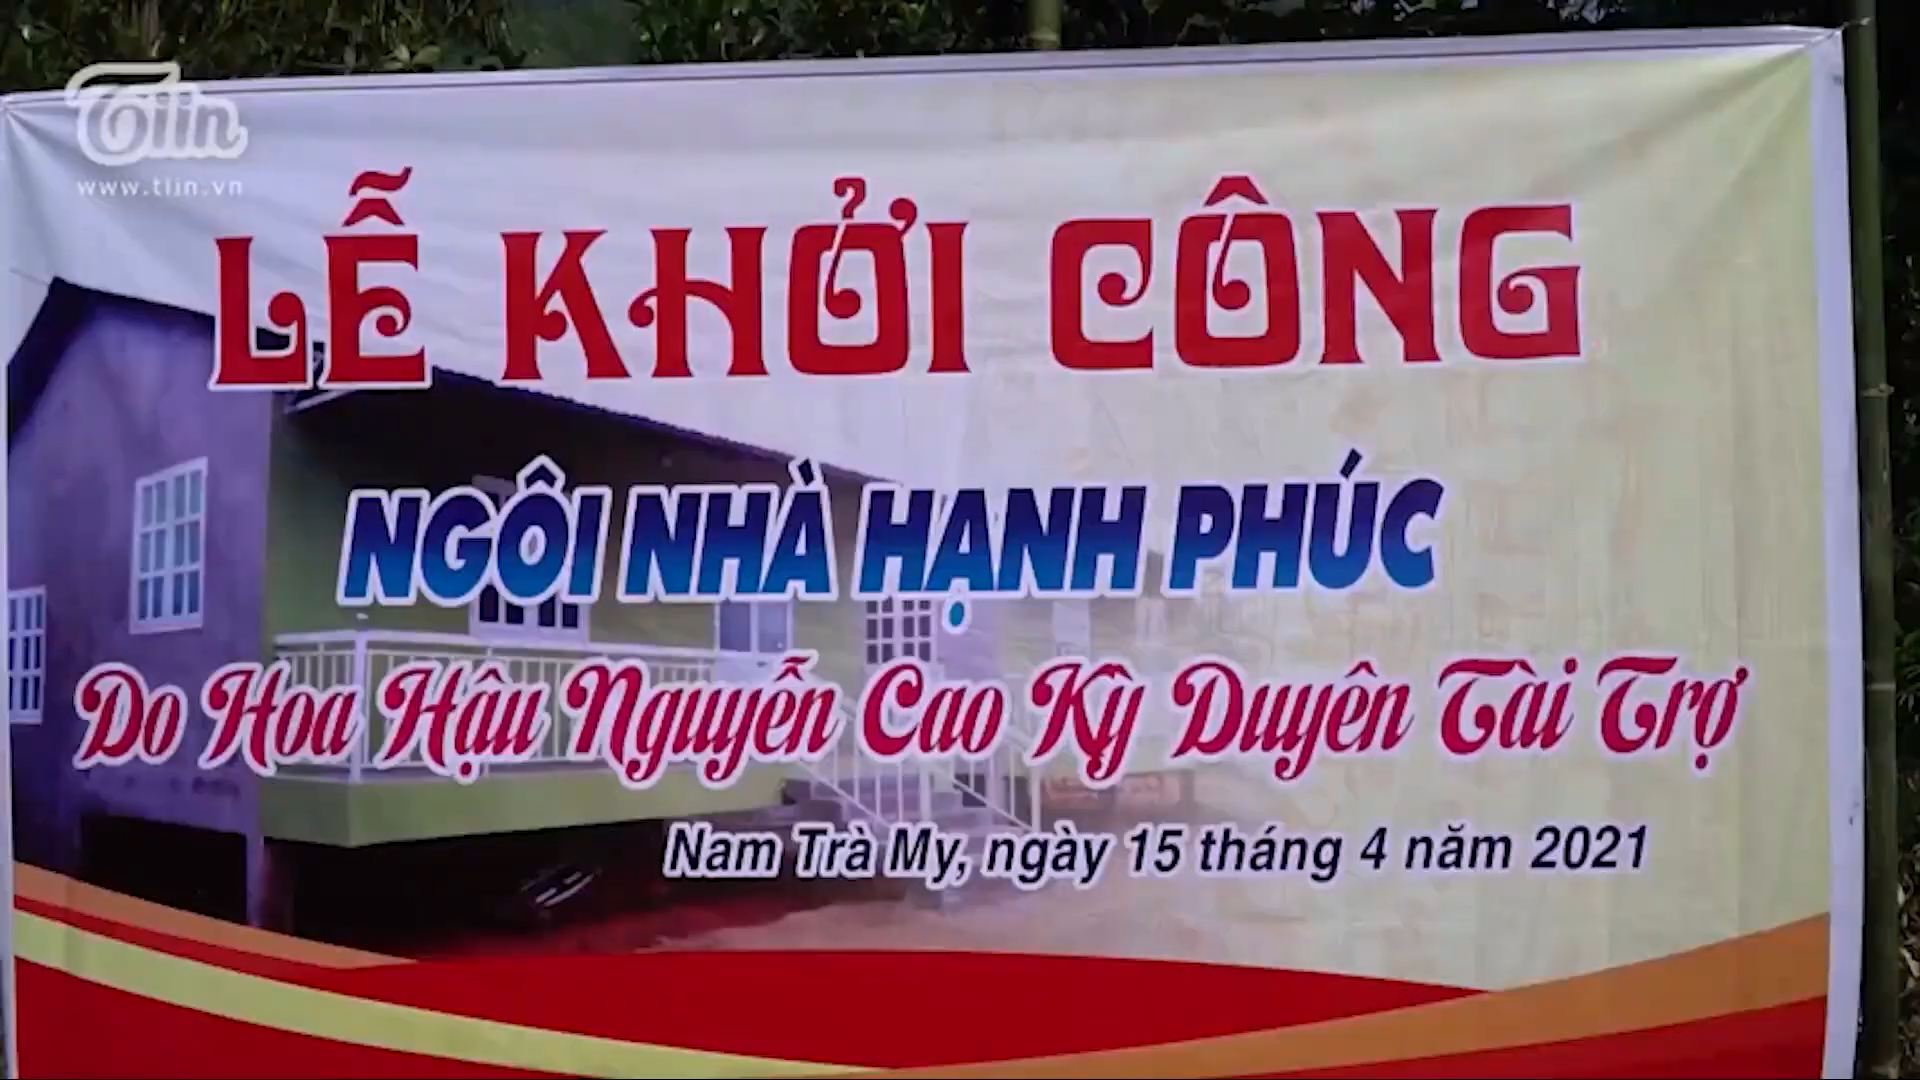 Tiin
www.tiin.vn
LỄ KHỞI CÔNG
NGÔI NHÀ HẠNH PHÚC
Do Hoa Hậu Nguyễn Cao Kỳ Duyên Tài Trợ
Nam Trà My, ngày 15 tháng 4 năm 2021